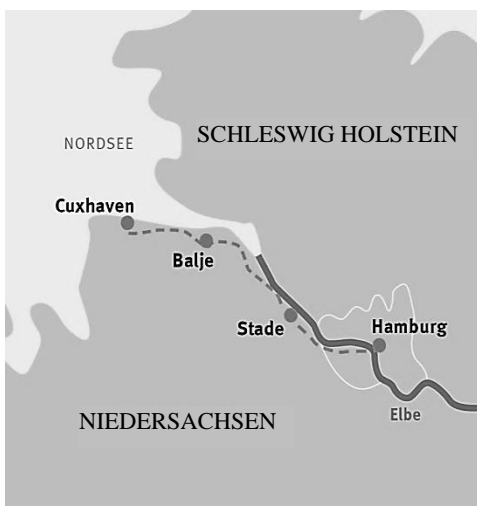 SCHLESWIG HOLSTEIN
NORDSEE
Cuxhaven
Balje
Stade
Hamburg
Elbe
NIEDERSACHSEN